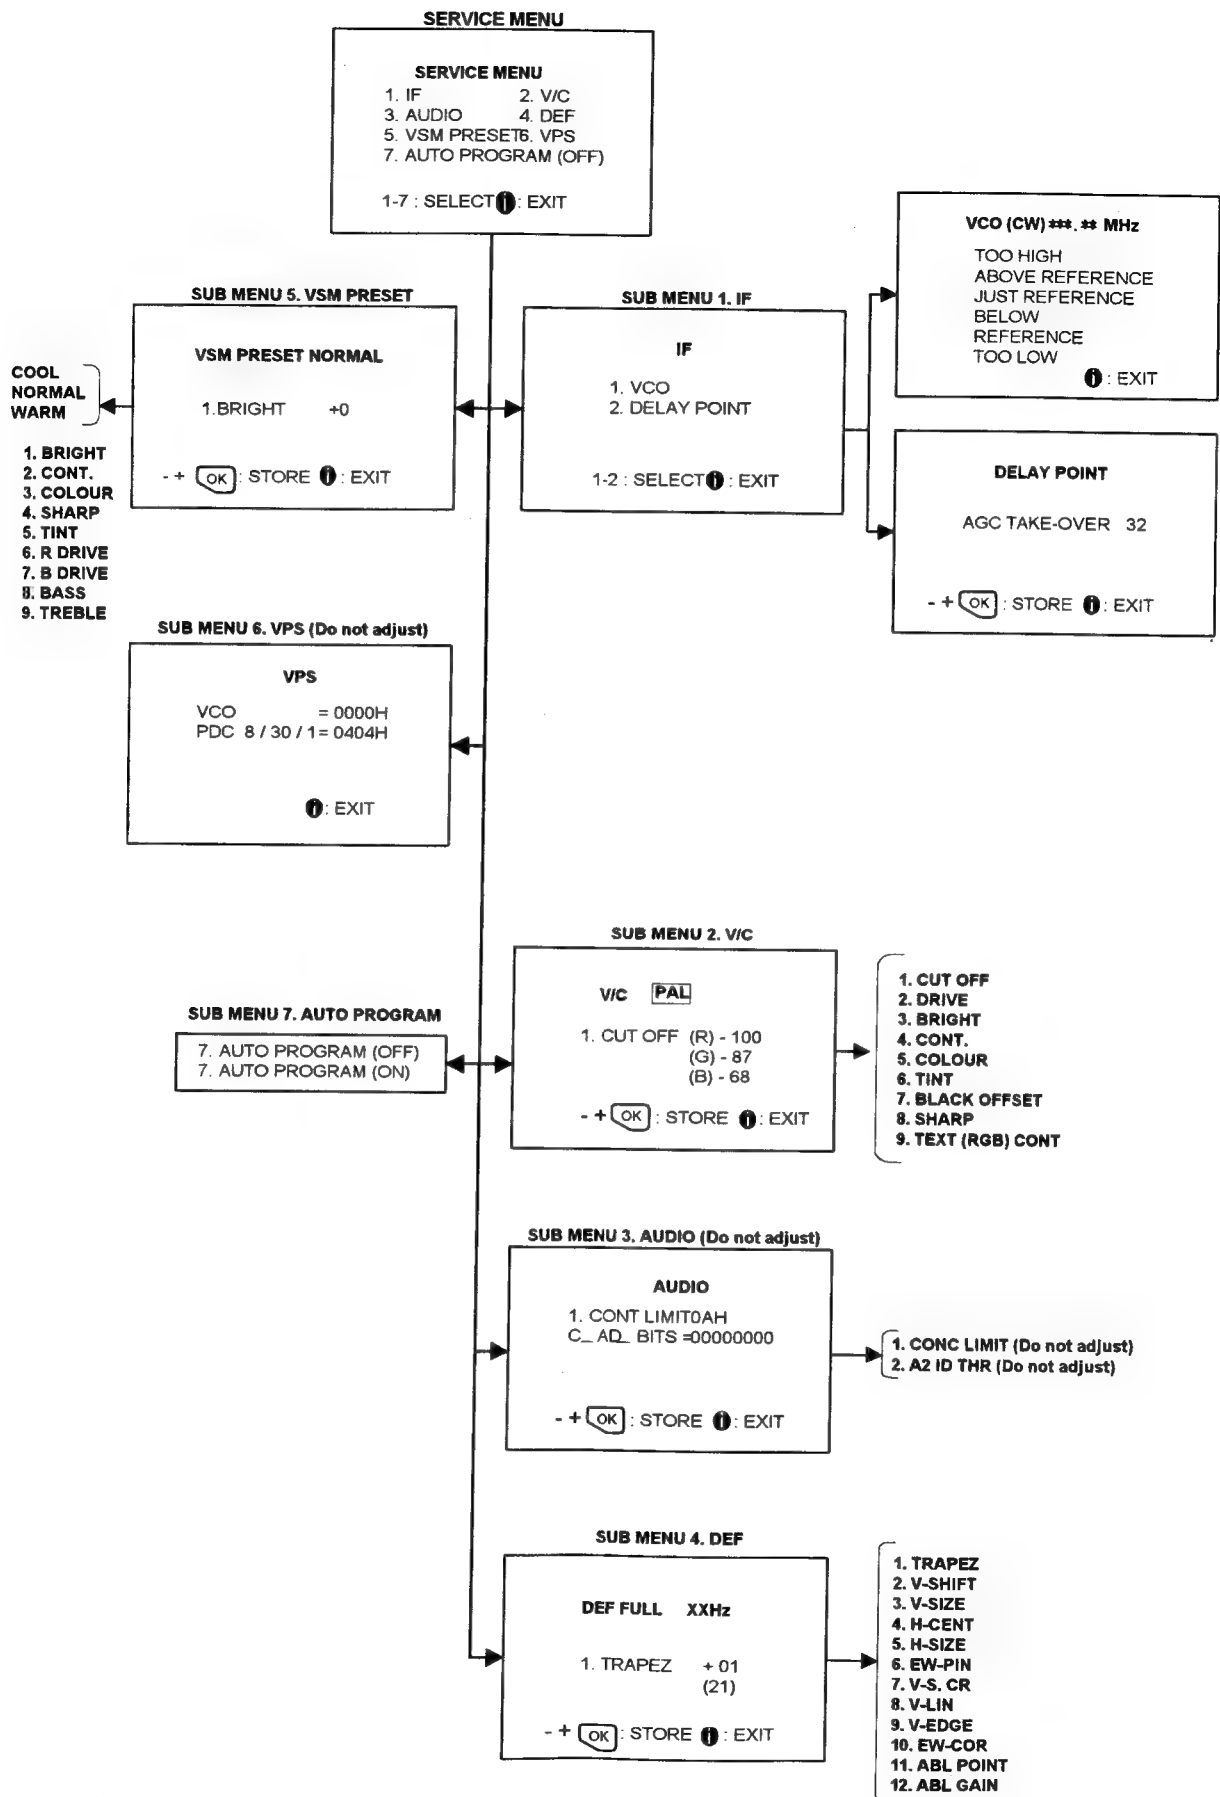 SERVICE MENU
SERVICE MENU
1. IF 2. V/C
3. AUDIO 4. DEF
5. VSM PRESET6. VPS
7. AUTO PROGRAM (OFF)
1-7 : SELECT i : EXIT
VCO (CW) ***.** MHz
TOO HIGH
ABOVE REFERENCE
JUST REFERENCE
BELOW
REFERENCE
TOO LOW
i : EXIT
SUB MENU 5. VSM PRESET
VSM PRESET NORMAL
1.BRIGHT +0
- + OK : STORE i : EXIT
COOL
NORMAL
WARM
1. BRIGHT
2. CONT.
3. COLOUR
4. SHARP
5. TINT
6. R DRIVE
7. B DRIVE
8. BASS
9. TREBLE
SUB MENU 1. IF
IF
1. VCO
2. DELAY POINT
1-2 : SELECT i : EXIT
DELAY POINT
AGC TAKE-OVER 32
- + OK : STORE i : EXIT
SUB MENU 6. VPS (Do not adjust)
VPS
VCO = 0000H
PDC 8 / 30 / 1= 0404H
i : EXIT
SUB MENU 2. V/C
V/C PAL
1. CUT OFF (R) - 100
(G) - 87
(B) - 68
- + OK : STORE i : EXIT
1. CUT OFF
2. DRIVE
3. BRIGHT
4. CONT.
5. COLOUR
6. TINT
7. BLACK OFFSET
8. SHARP
9. TEXT (RGB) CONT
SUB MENU 7. AUTO PROGRAM
7. AUTO PROGRAM (OFF)
7. AUTO PROGRAM (ON)
SUB MENU 3. AUDIO (Do not adjust)
AUDIO
1. CONT LIMIT0AH
C_ AD_ BITS =00000000
- + OK : STORE i : EXIT
1. CONC LIMIT (Do not adjust)
2. A2 ID THR (Do not adjust)
SUB MENU 4. DEF
DEF FULL XXHz
1. TRAPEZ + 01
(21)
- + OK : STORE i : EXIT
1. TRAPEZ
2. V-SHIFT
3. V-SIZE
4. H-CENT
5. H-SIZE
6. EW-PIN
7. V-S. CR
8. V-LIN
9. V-EDGE
10. EW-COR
11. ABL POINT
12. ABL GAIN